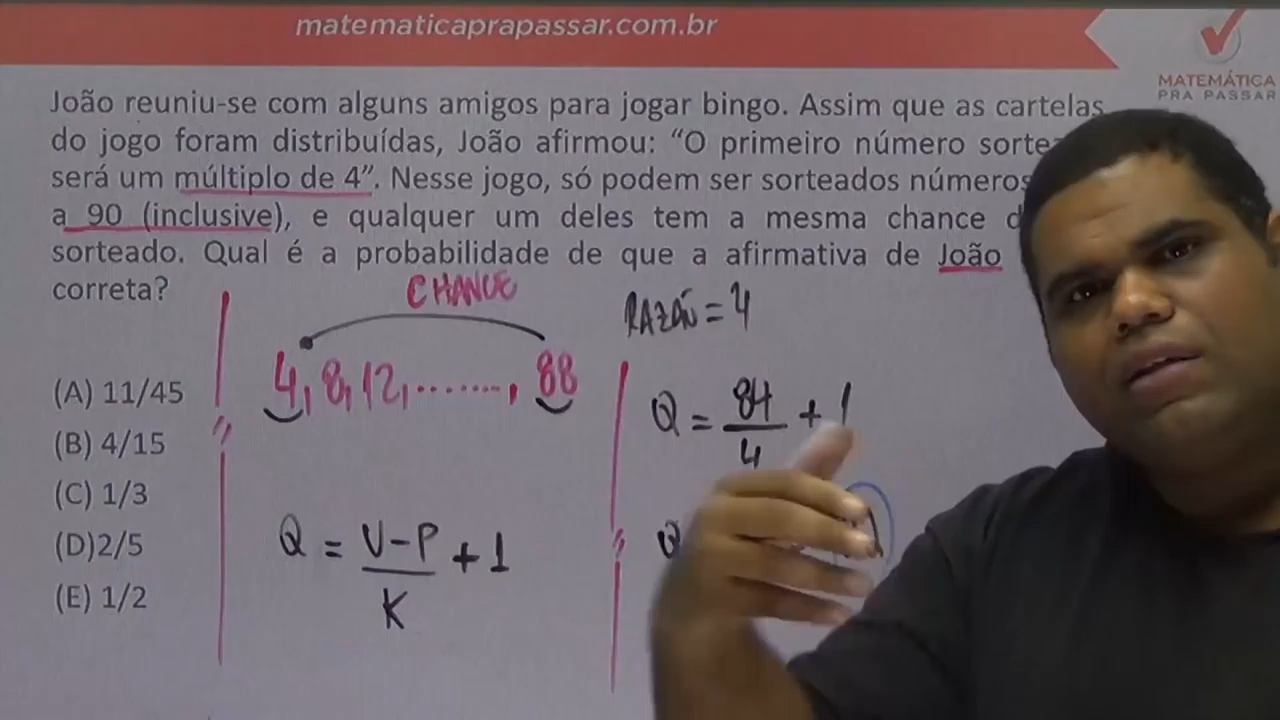 matematicaprapassar.com.br
MATEMÁTICA
PRA PASSAR
João reuniu-se com alguns amigos para jogar bingo. Assim que as cartelas
do jogo foram distribuídas, João afirmou: “O primeiro número
será um múltiplo de 4”. Nesse jogo, só podem ser sorteados números
a 90 (inclusive), e qualquer um deles tem a mesma chance
sorteado. Qual é a probabilidade de que a afirmativa de João
correta?
CHANCE
RAZÃO = 4
4, 8, 12, ........, 88
(A) 11/45
(B) 4/15
(C) 1/3
(D)2/5
(E) 1/2
Q = 84/4 + 1
Q = U-P/K + 1
Q